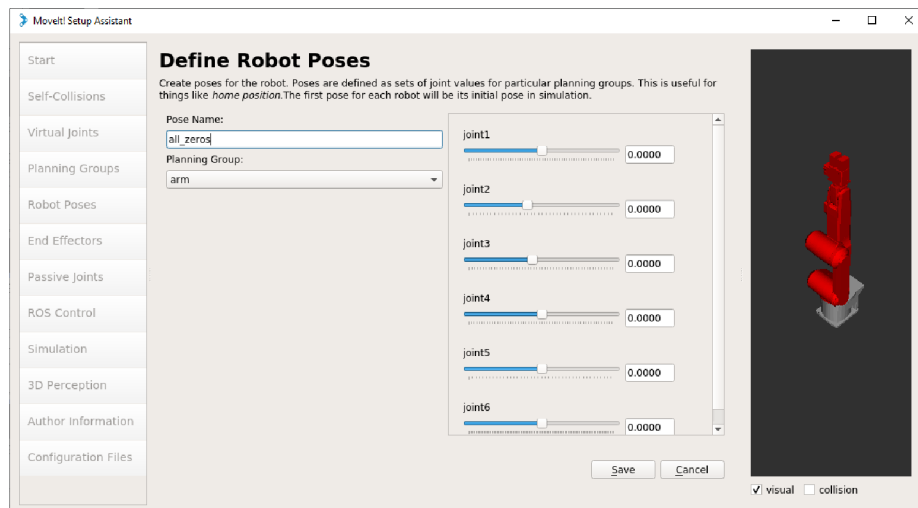 MoveIt! Setup Assistant
Start
Self-Collisions
Virtual Joints
Planning Groups
Robot Poses
End Effectors
Passive Joints
ROS Control
Simulation
3D Perception
Author Information
Configuration Files
Define Robot Poses
Create poses for the robot. Poses are defined as sets of joint values for particular planning groups. This is useful for
things like home position.The first pose for each robot will be its initial pose in simulation.
Pose Name:
all_zeros
Planning Group:
arm
joint1
0.0000
joint2
0.0000
joint3
0.0000
joint4
0.0000
joint5
0.0000
joint6
0.0000
Save
Cancel
visual
collision